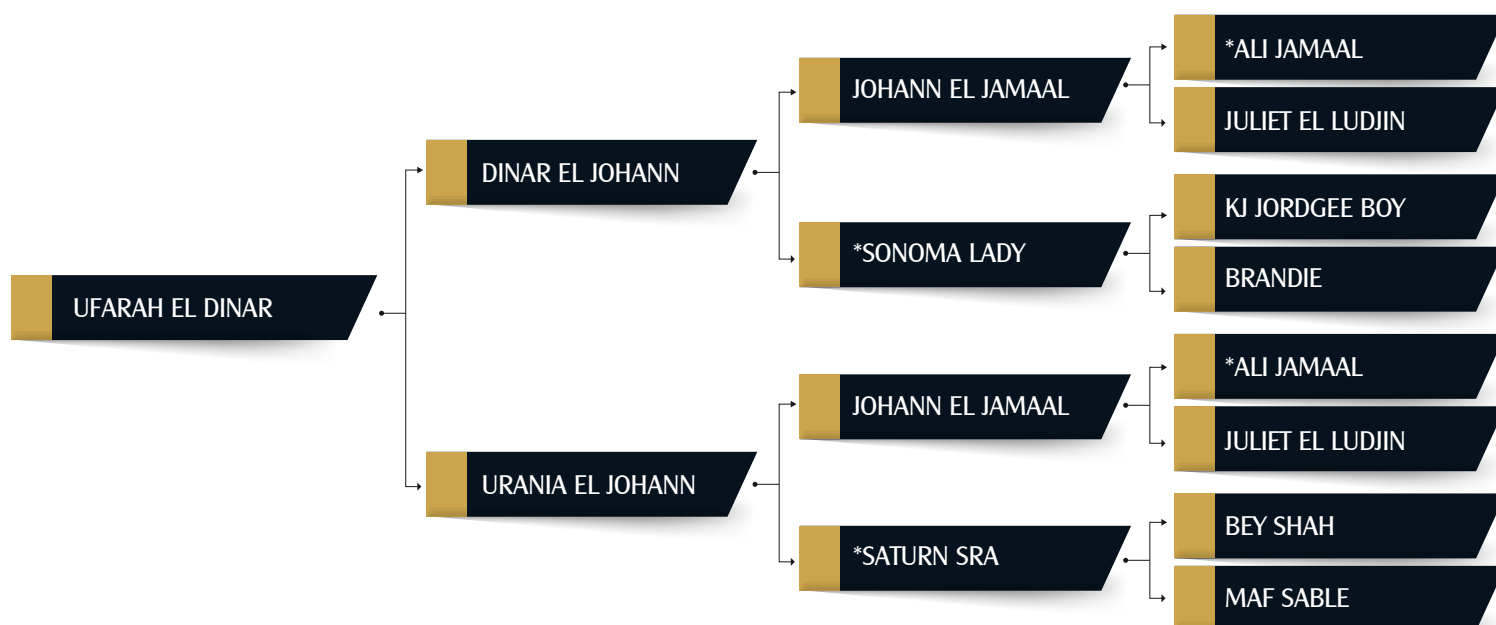 UFARAH EL DINAR
DINAR EL JOHANN
URANIA EL JOHANN
JOHANN EL JAMAAL
*SONOMA LADY
JOHANN EL JAMAAL
*SATURN SRA
*ALI JAMAAL
JULIET EL LUDJIN
KJ JORDGEE BOY
BRANDIE
*ALI JAMAAL
JULIET EL LUDJIN
BEY SHAH
MAF SABLE